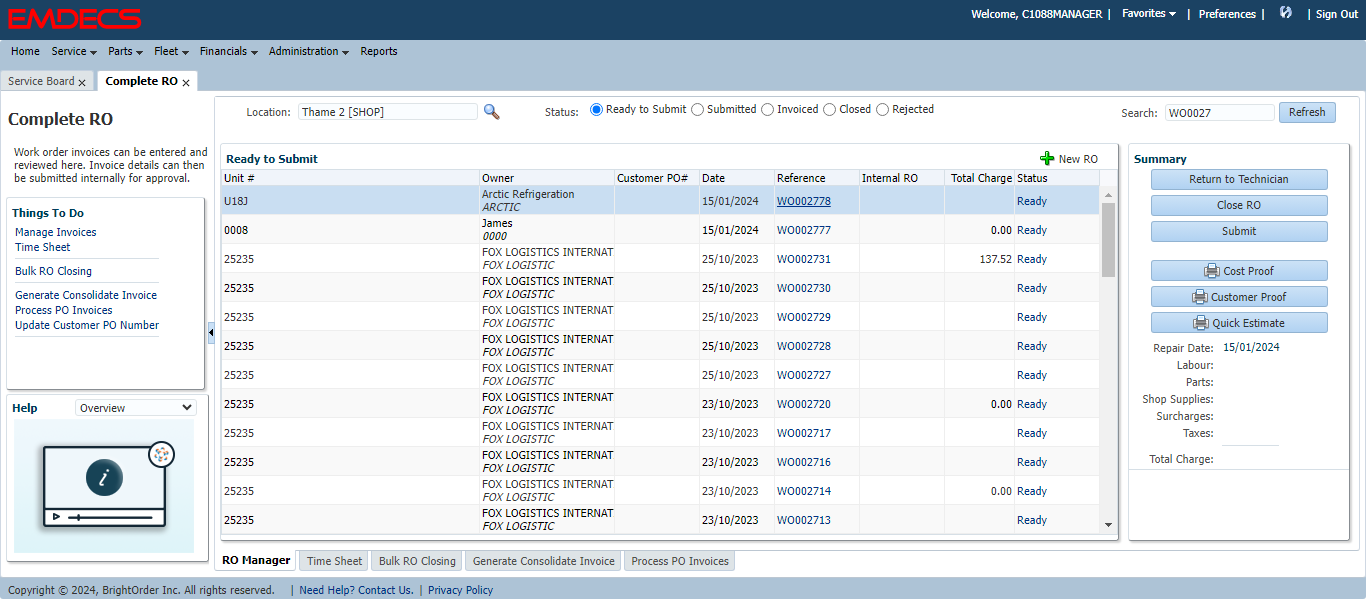 EMDECS
Welcome, C1088MANAGER | Favorites | Preferences | | Sign Out
Home Service Parts Fleet Financials Administration Reports
Service Board x Complete RO x
Complete RO
Work order invoices can be entered and
reviewed here. Invoice details can then
be submitted internally for approval.
Things To Do
Manage Invoices
Time Sheet
Bulk RO Closing
Generate Consolidate Invoice
Process PO Invoices
Update Customer PO Number
Help Overview
i
Location: Thame 2 [SHOP] Status: Ready to Submit Submitted Invoiced Closed Rejected Search: WO0027 Refresh
Ready to Submit New RO
Unit # Owner Customer PO# Date Reference Internal RO Total Charge Status
U18J Arctic Refrigeration 15/01/2024 WO002778 Ready
ARCTIC
0008 James 15/01/2024 WO002777 0.00 Ready
0000
25235 FOX LOGISTICS INTERNAT 25/10/2023 WO002731 137.52 Ready
FOX LOGISTIC
25235 FOX LOGISTICS INTERNAT 25/10/2023 WO002730 Ready
FOX LOGISTIC
25235 FOX LOGISTICS INTERNAT 25/10/2023 WO002729 Ready
FOX LOGISTIC
25235 FOX LOGISTICS INTERNAT 25/10/2023 WO002728 Ready
FOX LOGISTIC
25235 FOX LOGISTICS INTERNAT 25/10/2023 WO002727 Ready
FOX LOGISTIC
25235 FOX LOGISTICS INTERNAT 23/10/2023 WO002720 0.00 Ready
FOX LOGISTIC
25235 FOX LOGISTICS INTERNAT 23/10/2023 WO002717 Ready
FOX LOGISTIC
25235 FOX LOGISTICS INTERNAT 23/10/2023 WO002716 Ready
FOX LOGISTIC
25235 FOX LOGISTICS INTERNAT 23/10/2023 WO002714 0.00 Ready
FOX LOGISTIC
25235 FOX LOGISTICS INTERNAT 23/10/2023 WO002713 Ready
FOX LOGISTIC
Summary
Return to Technician
Close RO
Submit
Cost Proof
Customer Proof
Quick Estimate
Repair Date: 15/01/2024
Labour:
Parts:
Shop Supplies:
Surcharges:
Taxes:
Total Charge:
RO Manager Time Sheet Bulk RO Closing Generate Consolidate Invoice Process PO Invoices
Copyright © 2024, BrightOrder Inc. All rights reserved. | Need Help? Contact Us. | Privacy Policy